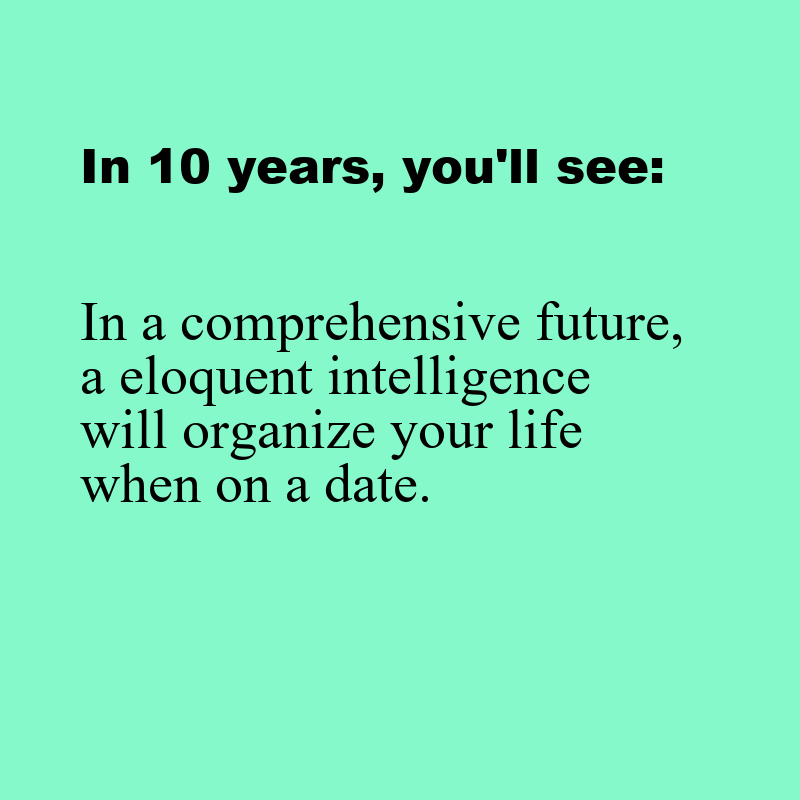 In 10 years, you'll see:
In a comprehensive future,
a eloquent intelligence
will organize your life
when on a date.